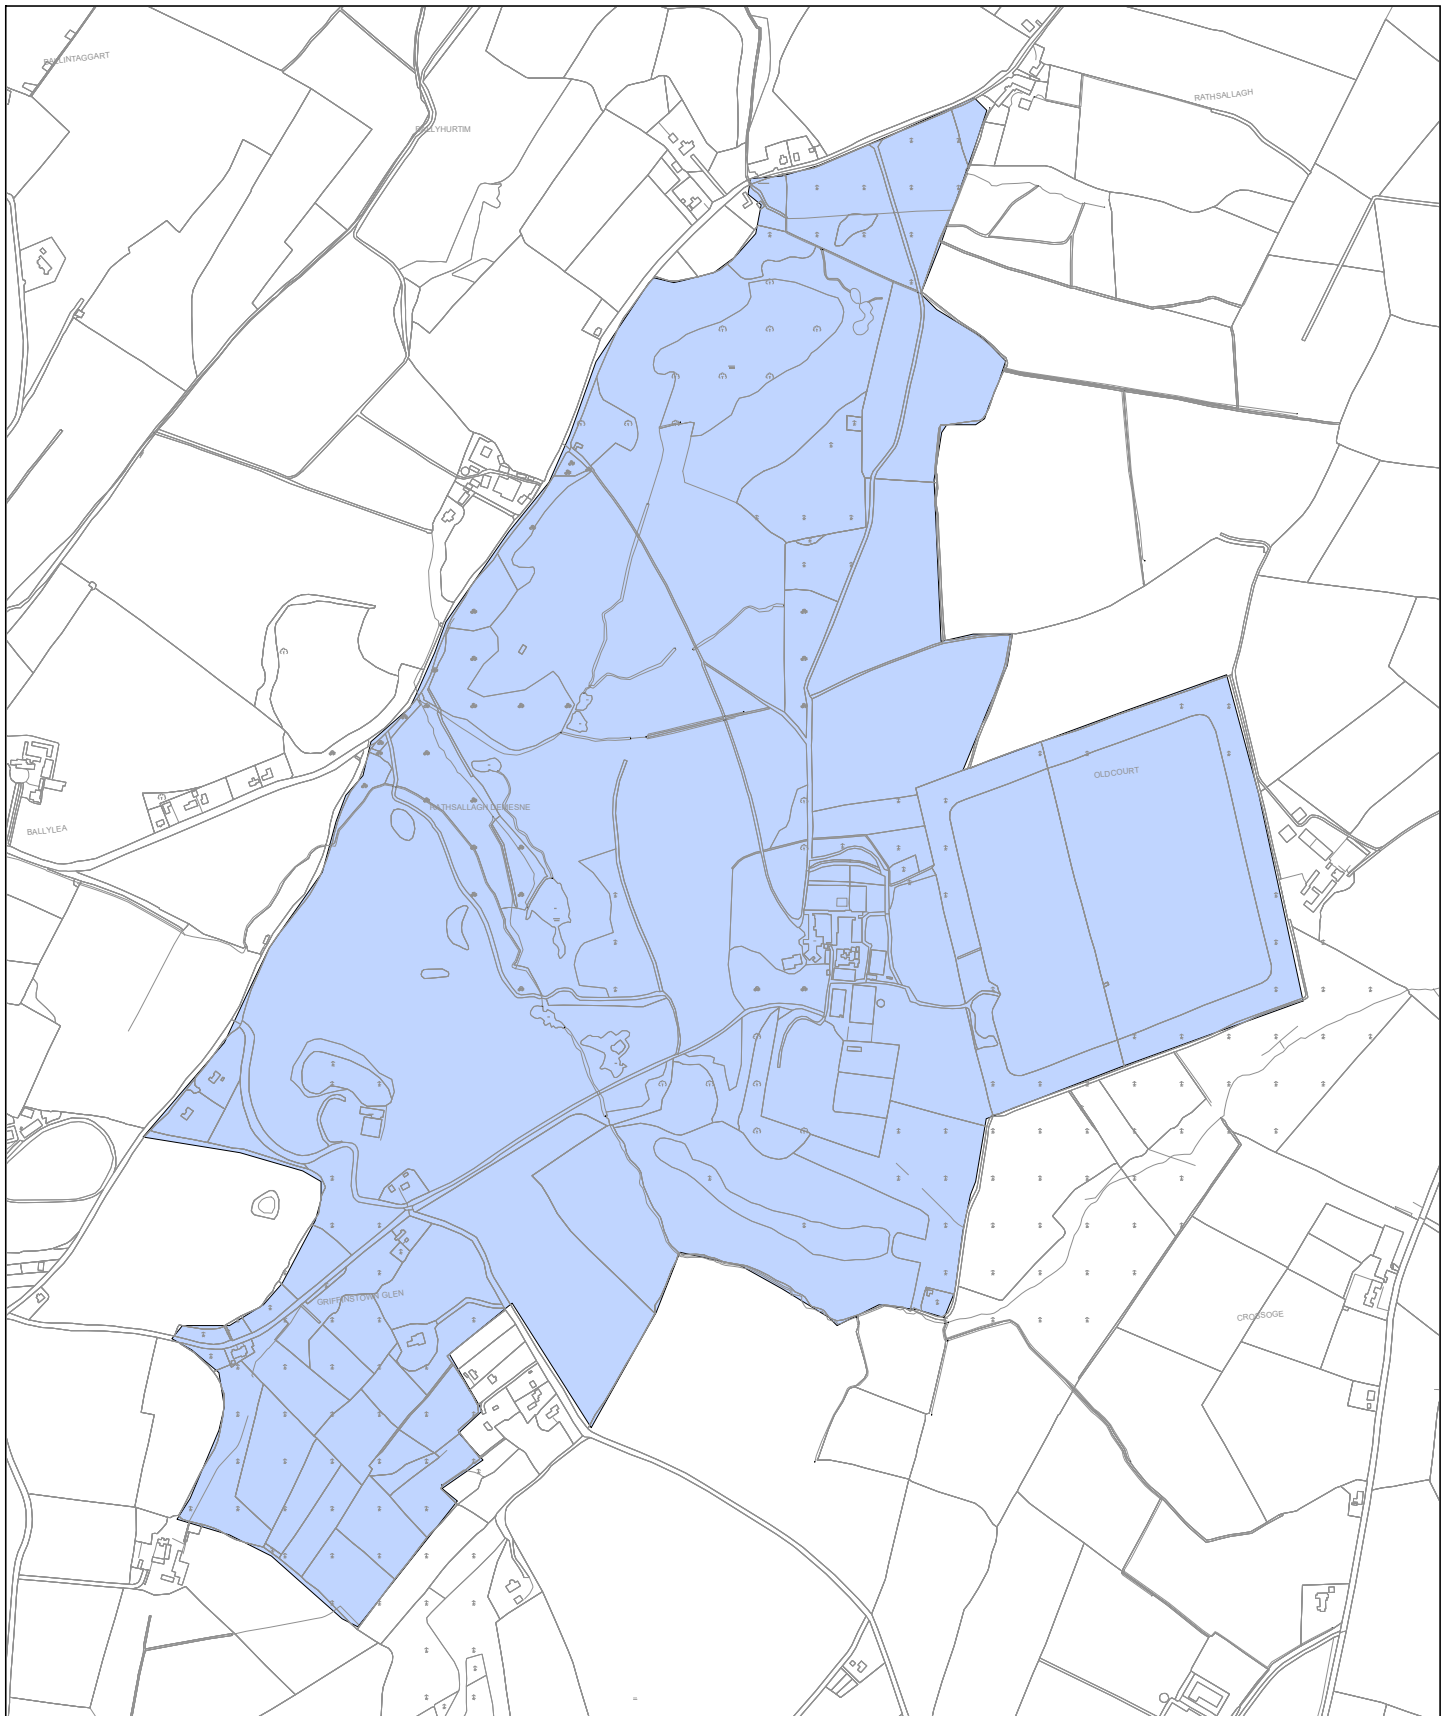 BALLINTAGGART
RATHSALLAGH
BALLYHURTIM
OLDCOURT
RATHSALLAGH DEMESNE
BALLYLEA
GRIFFINSTOWN GLEN
CROSSOGE